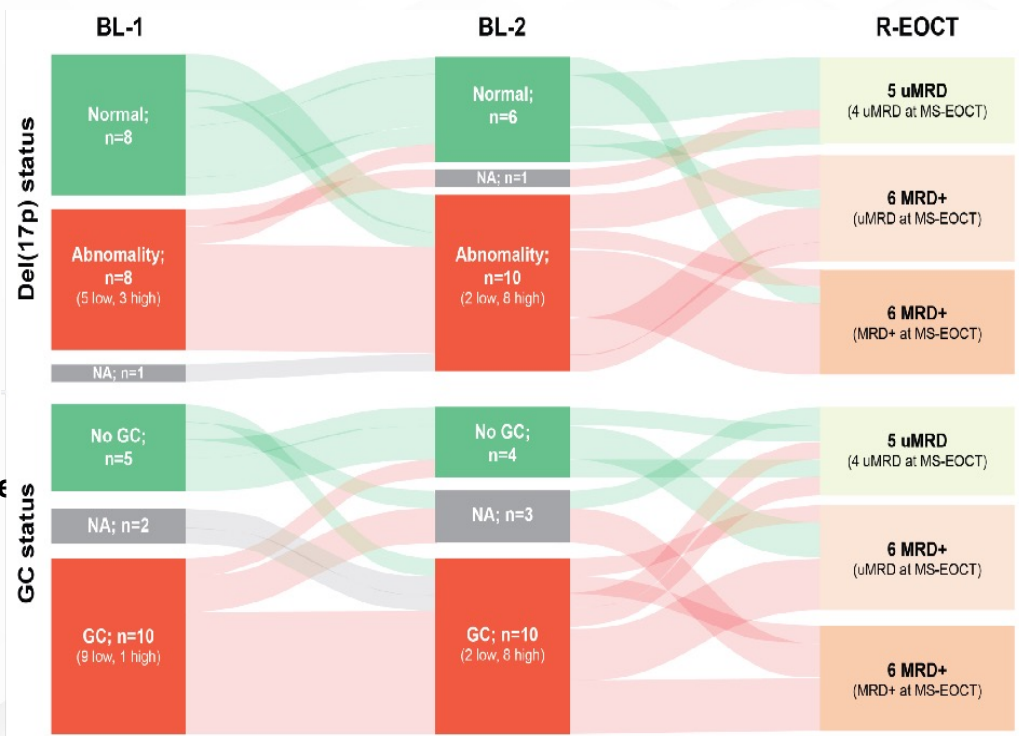 BL-1
BL-2
R-EOCT
Del(17p) status
Normal;
n=8
Abnomality;
n=8
(5 low, 3 high)
NA; n=1
Normal;
n=6
NA; n=1
Abnomality;
n=10
(2 low, 8 high)
5 uMRD
(4 uMRD at MS-EOCT)
6 MRD+
(uMRD at MS-EOCT)
6 MRD+
(MRD+ at MS-EOCT)
GC status
No GC;
n=5
NA; n=2
GC; n=10
(9 low, 1 high)
No GC;
n=4
NA; n=3
GC; n=10
(2 low, 8 high)
5 uMRD
(4 uMRD at MS-EOCT)
6 MRD+
(uMRD at MS-EOCT)
6 MRD+
(MRD+ at MS-EOCT)